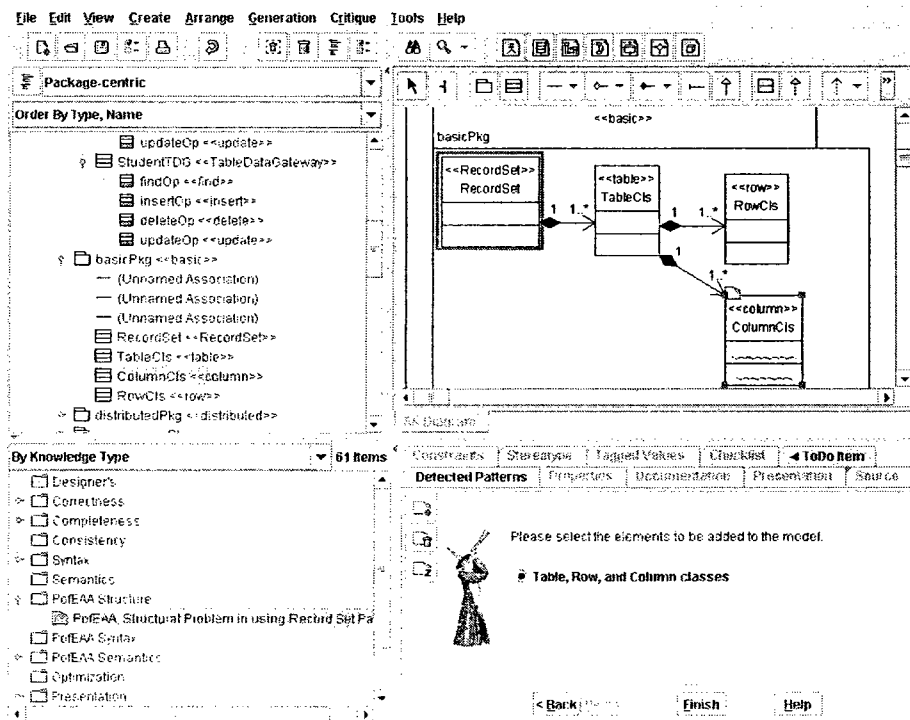 File Edit View Create Arrange Generation Critique Tools Help
Package-centric
Order By Type, Name
updateOp <<update>>
StudentTDG <<TableDataGateway>>
findOp <<find>>
insertOp <<insert>>
deleteOp <<delete>>
updateOp <<update>>
basicPkg <<basic>>
(Unnamed Association)
(Unnamed Association)
(Unnamed Association)
RecordSet <<RecordSet>>
TableCls <<table>>
ColumnCls <<column>>
RowCls <<row>>
distributedPkg <<distributed>>
<<basic>>
basicPkg
<<RecordSet>>
RecordSet
<<table>>
TableCls
<<row>>
RowCls
1 1..* 1 1..*
1
1..*
<<column>>
ColumnCls
As Diagram
By Knowledge Type 61 Items
Designer's
Correctness
Completeness
Consistency
Syntax
Semantics
PofEAA Structure
PofEAA, Structural Problem in using Record Set Pa
PofEAA Syntax
PofEAA Semantics
Optimization
Presentation
Constraints Stereotype Tagged Values Checklist ToDo Item
Detected Patterns Properties Documentation Presentation Source
Please select the elements to be added to the model.
Table, Row, and Column classes
< Back Finish Help